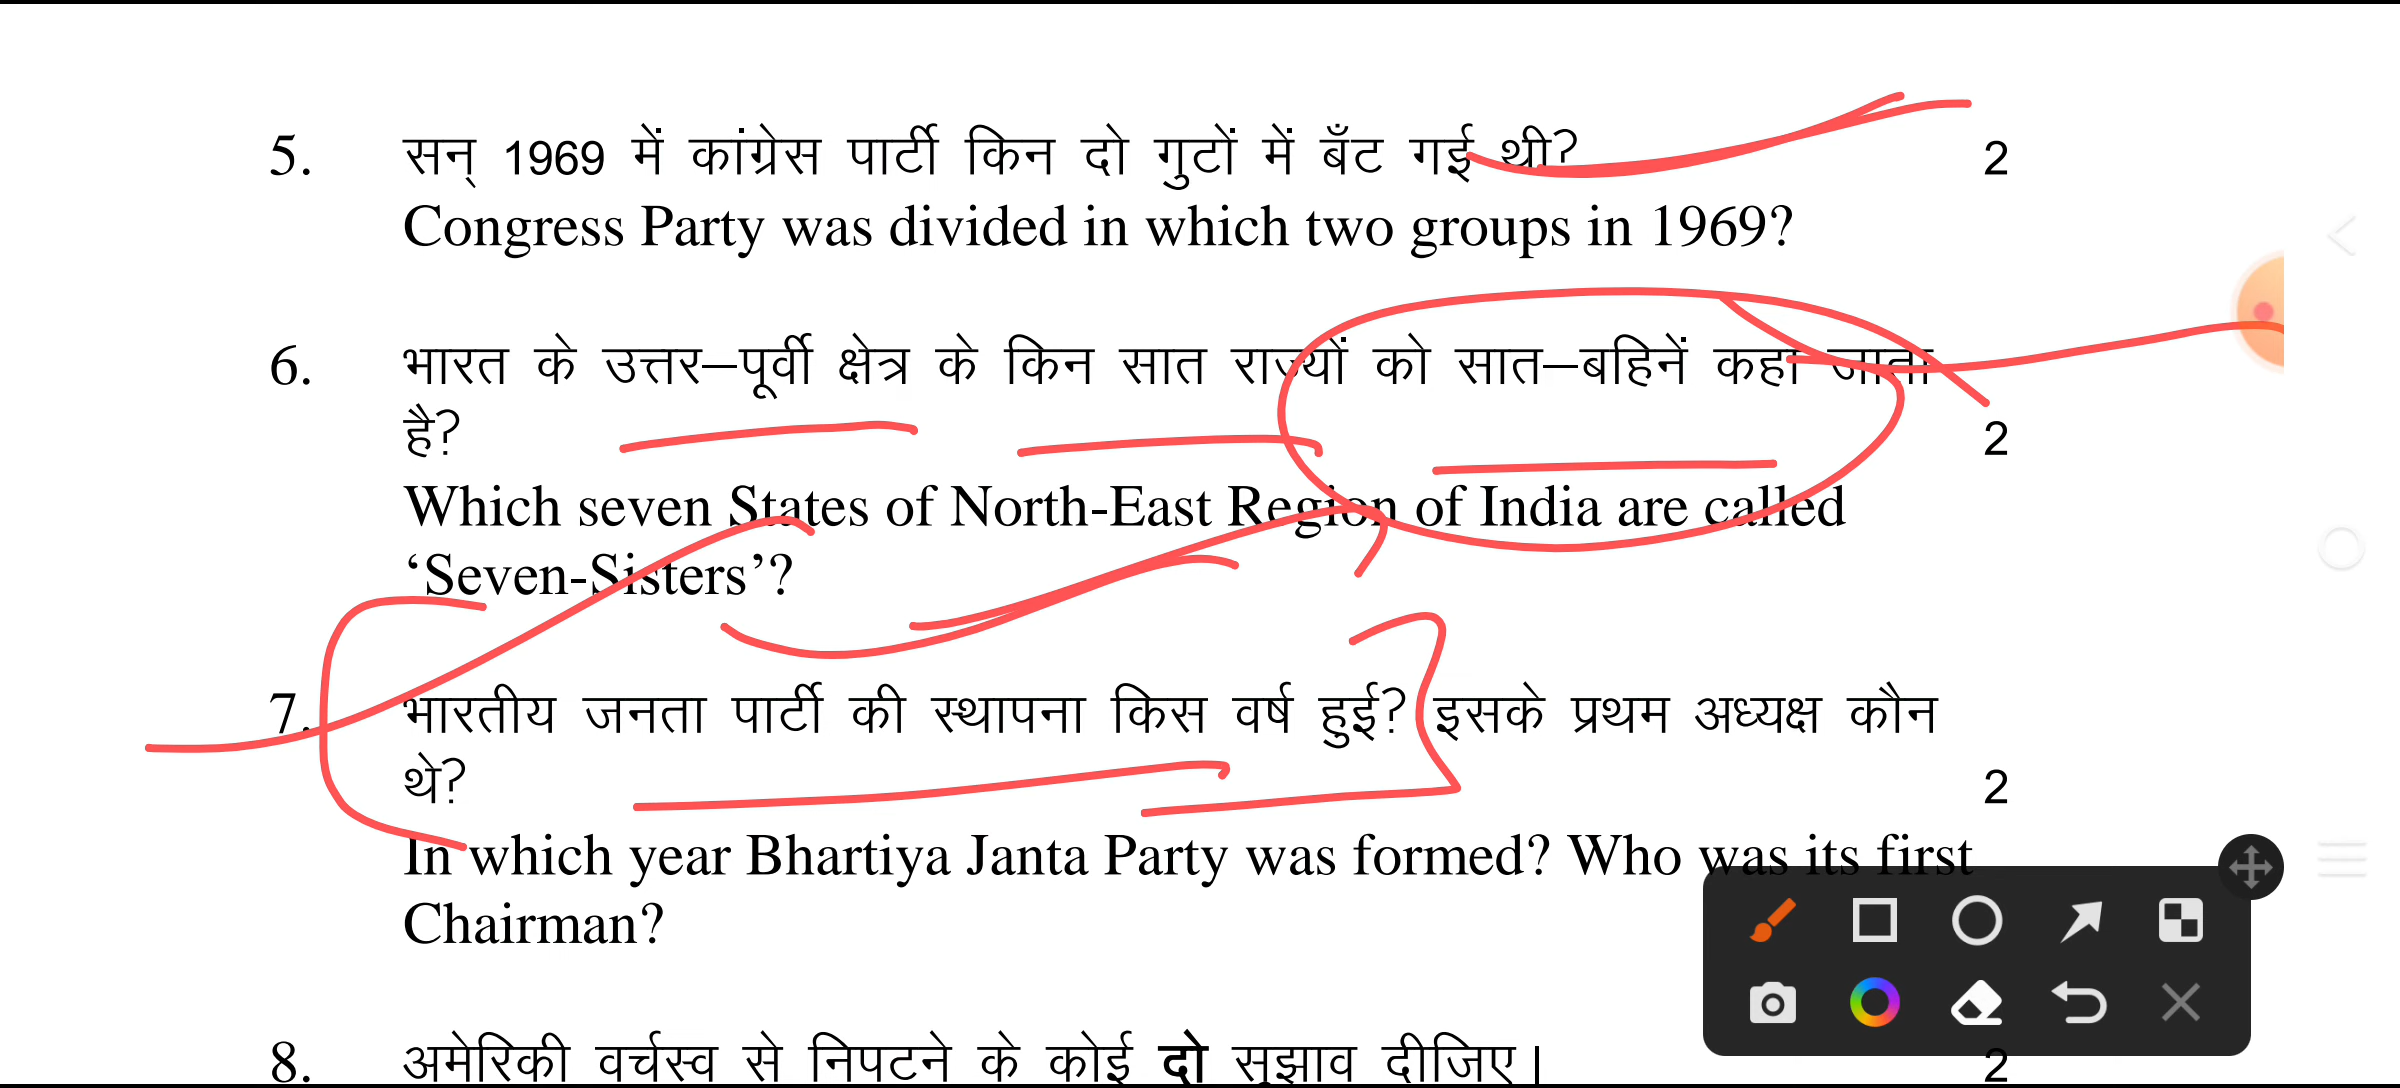 5. सन् 1969 में कांग्रेस पार्टी किन दो गुटों में बँट गई थी? 2
Congress Party was divided in which two groups in 1969?
6. भारत के उत्तर–पूर्वी क्षेत्र के किन सात राज्यों को सात–बहिनें कहा जाता
है? 2
Which seven States of North-East Region of India are called
‘Seven-Sisters’?
7. भारतीय जनता पार्टी की स्थापना किस वर्ष हुई? इसके प्रथम अध्यक्ष कौन
थे? 2
In which year Bhartiya Janta Party was formed? Who was its first
Chairman?
8. अमेरिकी वर्चस्व से निपटने के कोई दो सुझाव दीजिए। 2